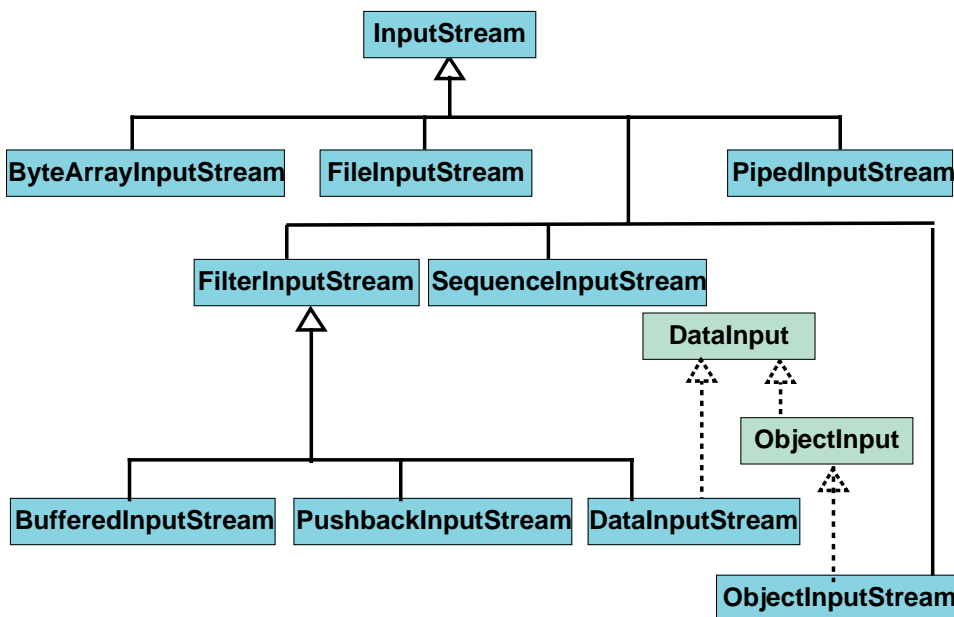 InputStream
ByteArrayInputStream
FileInputStream
PipedInputStream
FilterInputStream
SequenceInputStream
DataInput
ObjectInput
BufferedInputStream
PushbackInputStream
DataInputStream
ObjectInputStream